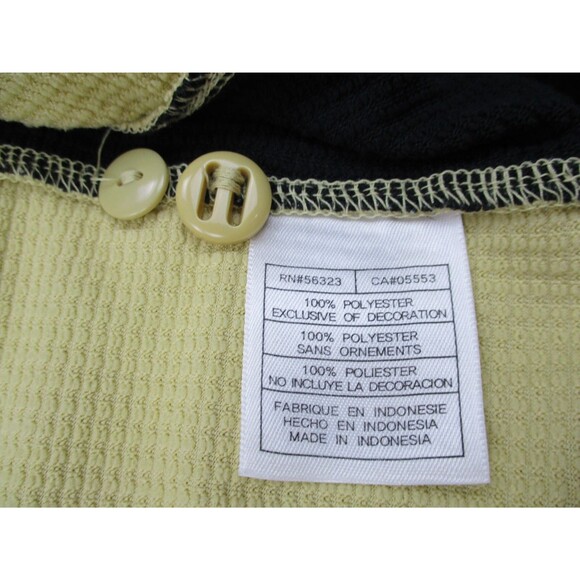 RN#56323 CA#05553
100% POLYESTER
EXCLUSIVE OF DECORATION
100% POLYESTER
SANS ORNEMENTS
100% POLIESTER
NO INCLUYE LA DECORACION
FABRIQUE EN INDONESIE
HECHO EN INDONESIA
MADE IN INDONESIA